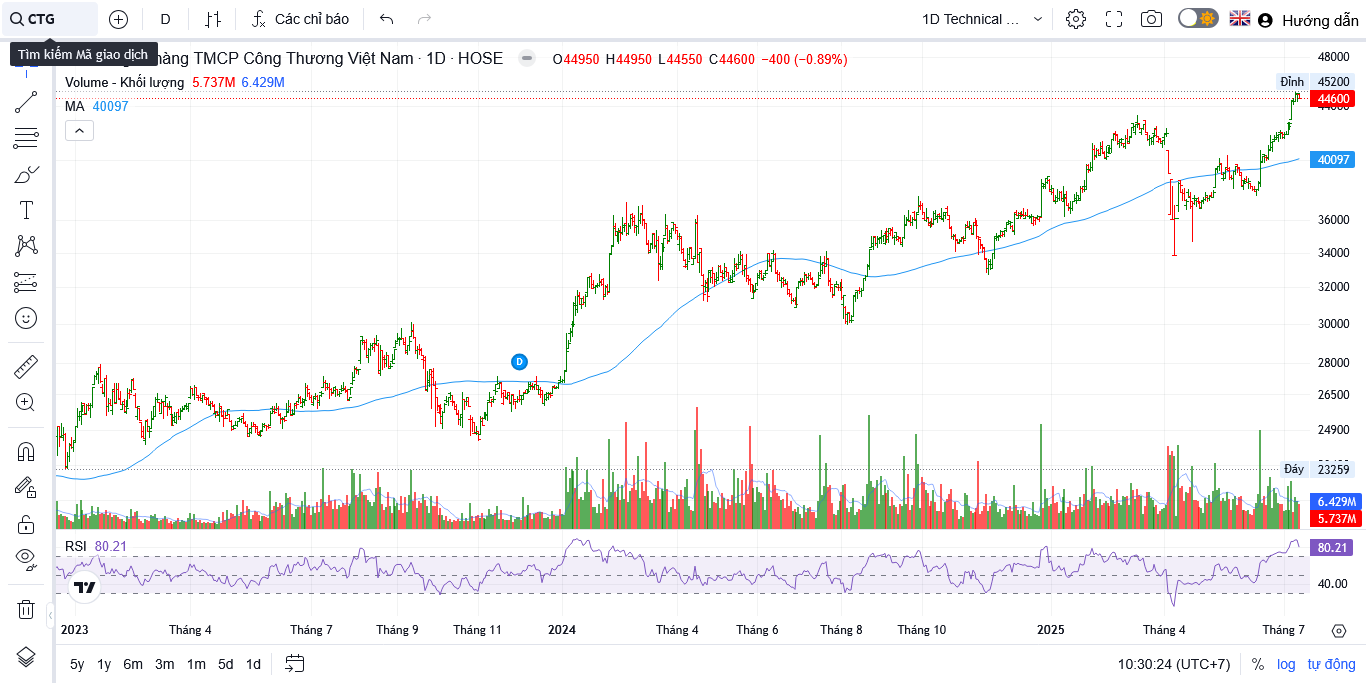 CTG D Các chỉ báo 1D Technical ... Hướng dẫn
Tìm kiếm Mã giao dịch
hàng TMCP Công Thương Việt Nam · 1D · HOSE O44950 H44950 L44550 C44600 −400 (−0.89%)
Volume - Khối lượng 5.737M 6.429M
MA 40097
48000
Đỉnh 45200
44600
40097
36000
34000
32000
30000
28000
26500
24900
Đáy 23259
6.429M
5.737M
D
RSI 80.21
80.21
40.00
2023 Tháng 4 Tháng 7 Tháng 9 Tháng 11 2024 Tháng 4 Tháng 6 Tháng 8 Tháng 10 2025 Tháng 4 Tháng 7
5y 1y 6m 3m 1m 5d 1d 10:30:24 (UTC+7) % log tự động